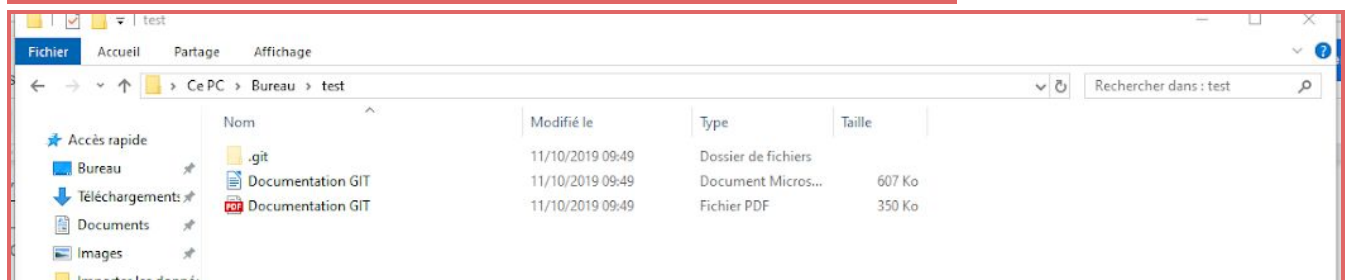 test
Fichier Accueil Partage Affichage
Ce PC > Bureau > test Rechercher dans : test
Nom Modifié le Type Taille
Accès rapide
.git 11/10/2019 09:49 Dossier de fichiers
Bureau
Documentation GIT 11/10/2019 09:49 Document Micros... 607 Ko
Téléchargements
PDF Documentation GIT 11/10/2019 09:49 Fichier PDF 350 Ko
Documents
Images